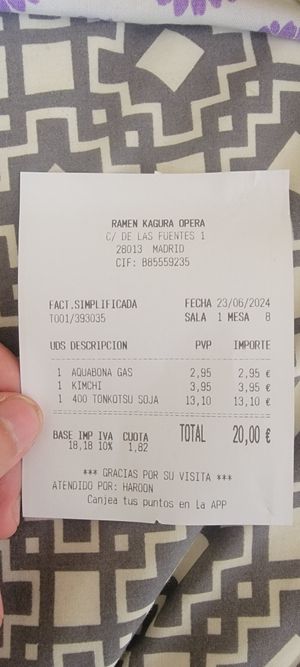 RAMEN KAGURA OPERA
C/ DE LAS FUENTES 1
28013 MADRID
CIF: B85559235
FACT.SIMPLIFICADA FECHA 23/06/2024
T001/393035 SALA 1 MESA 8
UDS DESCRIPCION PVP IMPORTE
1 AQUABONA GAS 2,95 2,95 €
1 KIMCHI 3,95 3,95 €
1 400 TONKOTSU SOJA 13,10 13,10 €
BASE IMP IVA CUOTA TOTAL 20,00 €
18,18 10% 1,82
*** GRACIAS POR SU VISITA ***
ATENDIDO POR: HAROON
Canjea tus puntos en la APP